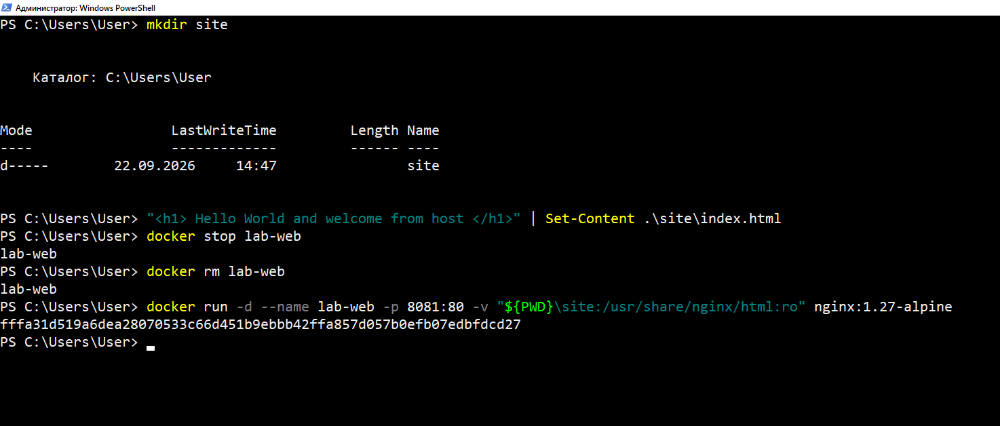 Администратор: Windows PowerShell
PS C:\Users\User> mkdir site
Каталог: C:\Users\User
Mode LastWriteTime Length Name
---- ------------- ------ ----
d----- 22.09.2026 14:47 site
PS C:\Users\User> "<h1> Hello World and welcome from host </h1>" | Set-Content .\site\index.html
PS C:\Users\User> docker stop lab-web
lab-web
PS C:\Users\User> docker rm lab-web
lab-web
PS C:\Users\User> docker run -d --name lab-web -p 8081:80 -v "${PWD}\site:/usr/share/nginx/html:ro" nginx:1.27-alpine
fffa31d519a6dea28070533c66d451b9ebbb42ffa857d057b0efb07edbfdcd27
PS C:\Users\User>